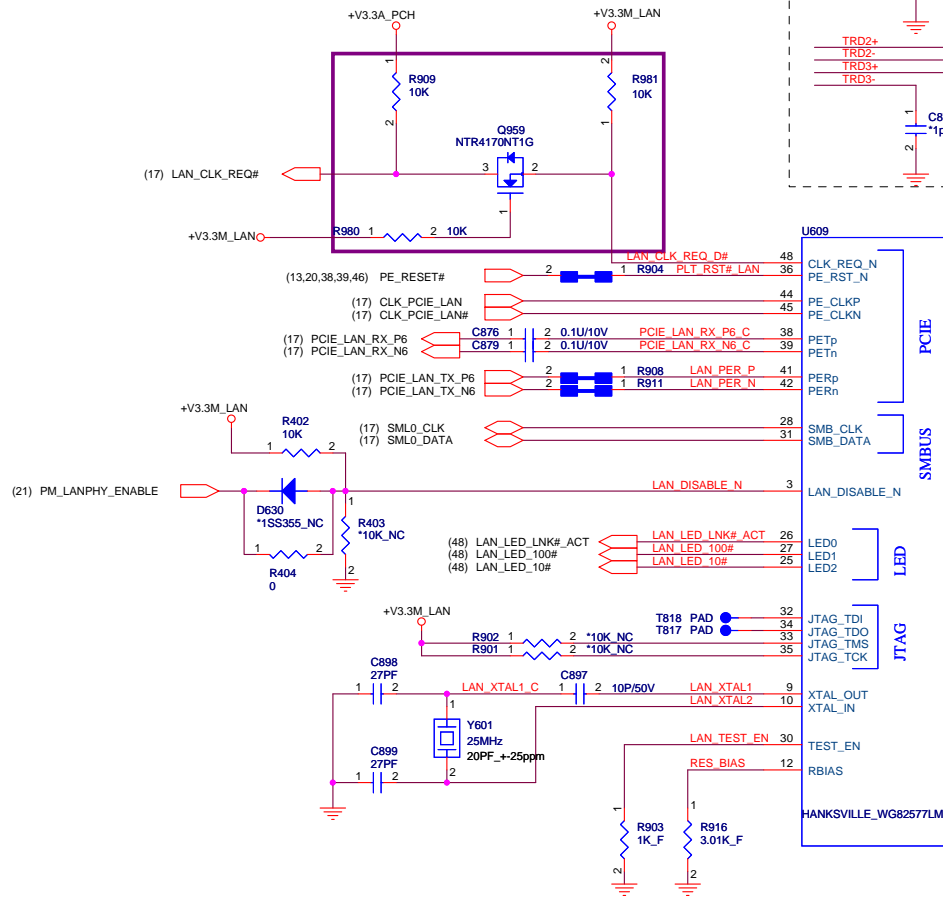 +V3.3A_PCH
+V3.3M_LAN
TRD2+
TRD2-
TRD3+
TRD3-
1
R909
10K
2
2
R981
10K
1
1
C8
*1p
2
Q959
NTR4170NT1G
(17) LAN_CLK_REQ#
3
2
1
+V3.3M_LAN
R980 1 2 10K
U609
LAN_CLK_REQ_D# 48 CLK_REQ_N
(13,20,38,39,46) PE_RESET# 2 1 R904 PLT_RST#_LAN 36 PE_RST_N
(17) CLK_PCIE_LAN 44 PE_CLKP
(17) CLK_PCIE_LAN# 45 PE_CLKN
PCIE
(17) PCIE_LAN_RX_P6 C876 1 2 0.1U/10V PCIE_LAN_RX_P6_C 38 PETp
(17) PCIE_LAN_RX_N6 C879 1 2 0.1U/10V PCIE_LAN_RX_N6_C 39 PETn
(17) PCIE_LAN_TX_P6 2 1 R908 LAN_PER_P 41 PERp
(17) PCIE_LAN_TX_N6 2 1 R911 LAN_PER_N 42 PERn
+V3.3M_LAN
R402
10K
1 2
(17) SML0_CLK 28 SMB_CLK
(17) SML0_DATA 31 SMB_DATA
SMBUS
(21) PM_LANPHY_ENABLE
LAN_DISABLE_N 3 LAN_DISABLE_N
D630
*1SS355_NC
1
R403
*10K_NC
2
1 2
R404
0
(48) LAN_LED_LNK#_ACT LAN_LED_LNK#_ACT 26 LED0
(48) LAN_LED_100# LAN_LED_100# 27 LED1
(48) LAN_LED_10# LAN_LED_10# 25 LED2
LED
+V3.3M_LAN
T818 PAD 32 JTAG_TDI
T817 PAD 34 JTAG_TDO
R902 1 2 *10K_NC 33 JTAG_TMS
R901 1 2 *10K_NC 35 JTAG_TCK
JTAG
C898
27PF
1 2
LAN_XTAL1_C
C897
1 2 10P/50V
LAN_XTAL1 9 XTAL_OUT
LAN_XTAL2 10 XTAL_IN
1
Y601
25MHz
20PF_+-25ppm
2
C899
27PF
1 2
LAN_TEST_EN 30 TEST_EN
RES_BIAS 12 RBIAS
HANKSVILLE_WG82577LM
1
R903
1K_F
2
1
R916
3.01K_F
2